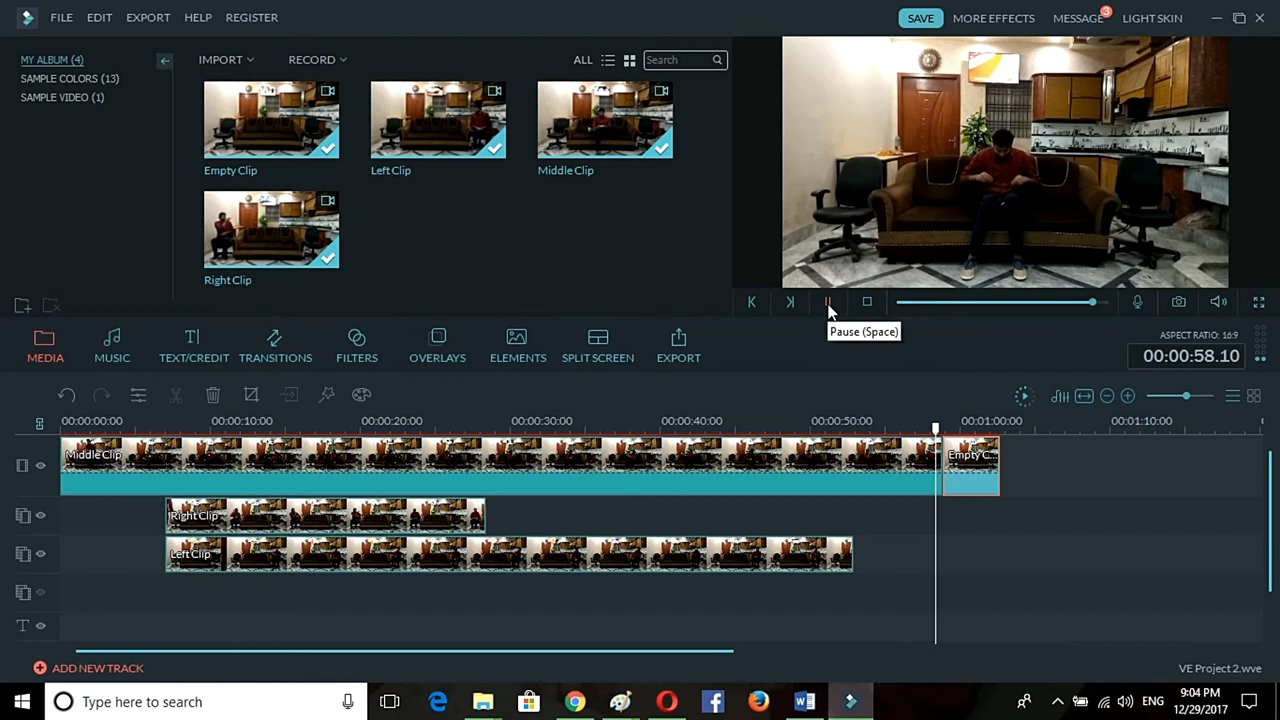 FILE EDIT EXPORT HELP REGISTER SAVE MORE EFFECTS MESSAGE 3 LIGHT SKIN
MY ALBUM (4)
SAMPLE COLORS (13)
SAMPLE VIDEO (1)
IMPORT RECORD ALL Search
Empty Clip Left Clip Middle Clip
Right Clip
Pause (Space)
MEDIA MUSIC TEXT/CREDIT TRANSITIONS FILTERS OVERLAYS ELEMENTS SPLIT SCREEN EXPORT
ASPECT RATIO: 16:9
00:00:58.10
00:00:00:00 00:00:10:00 00:00:20:00 00:00:30:00 00:00:40:00 00:00:50:00 00:01:00:00 00:01:10:00
Middle Clip Empty C...
Right Clip
Left Clip
T
ADD NEW TRACK VE Project 2.wve
Type here to search ENG 9:04 PM
12/29/2017